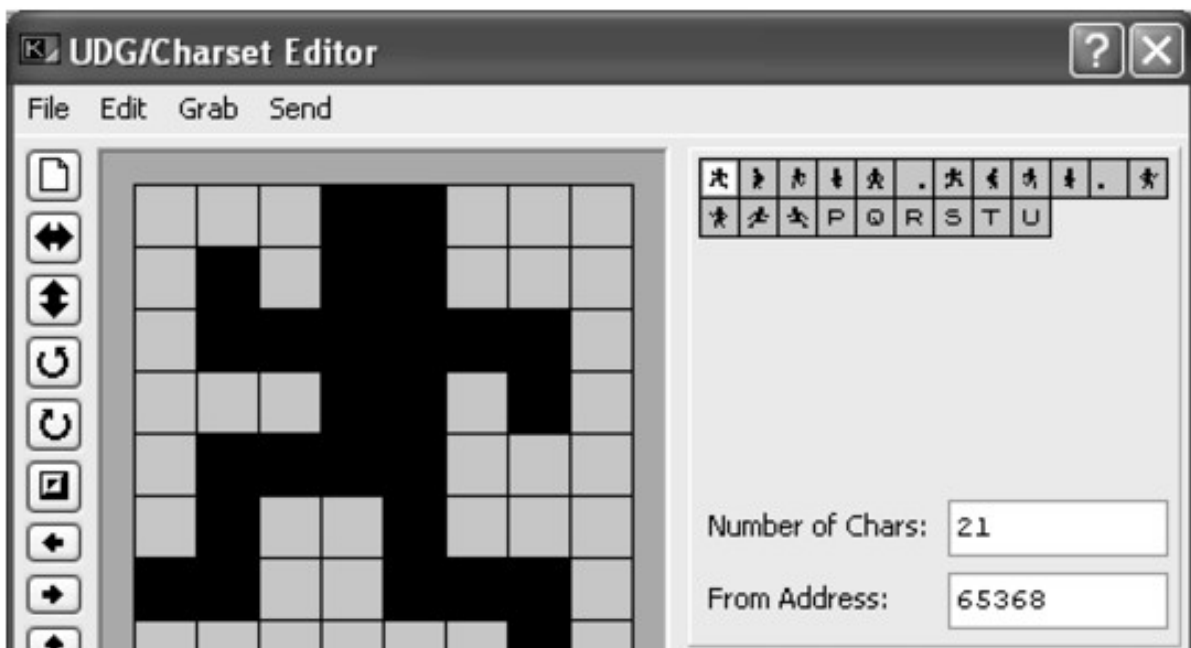 UDG/Charset Editor
File Edit Grab Send
P Q R S T U
Number of Chars: 21
From Address: 65368